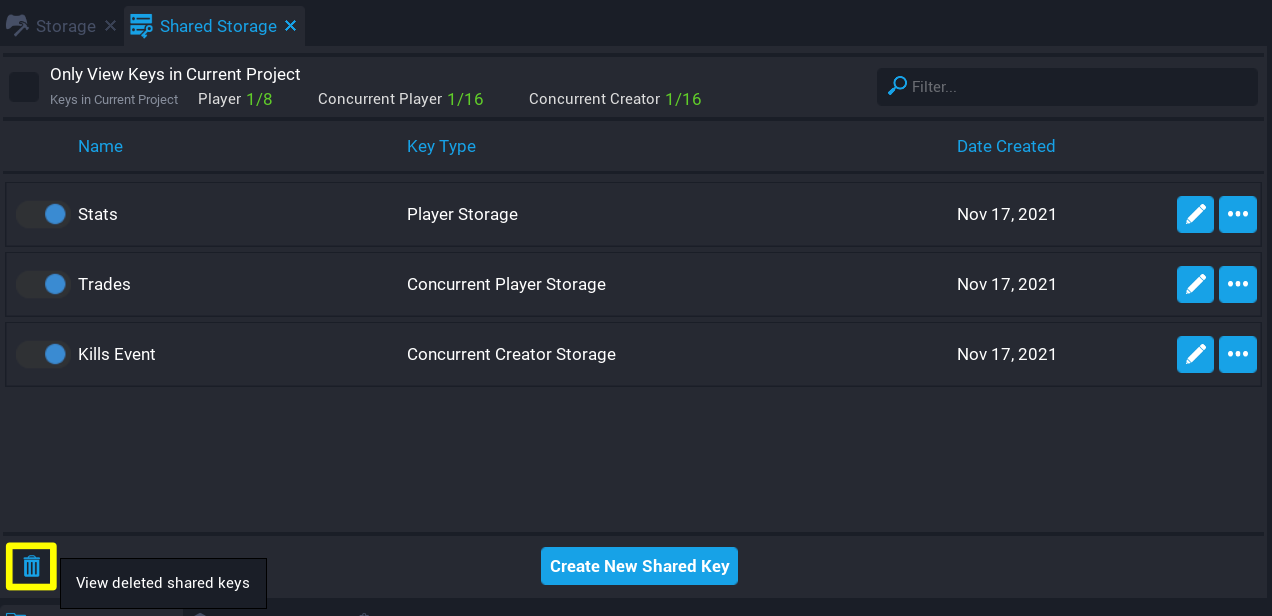 Storage
Shared Storage
Only View Keys in Current Project
Keys in Current Project Player 1/8 Concurrent Player 1/16 Concurrent Creator 1/16
Filter...
Name Key Type Date Created
Stats Player Storage Nov 17, 2021
Trades Concurrent Player Storage Nov 17, 2021
Kills Event Concurrent Creator Storage Nov 17, 2021
Create New Shared Key
View deleted shared keys